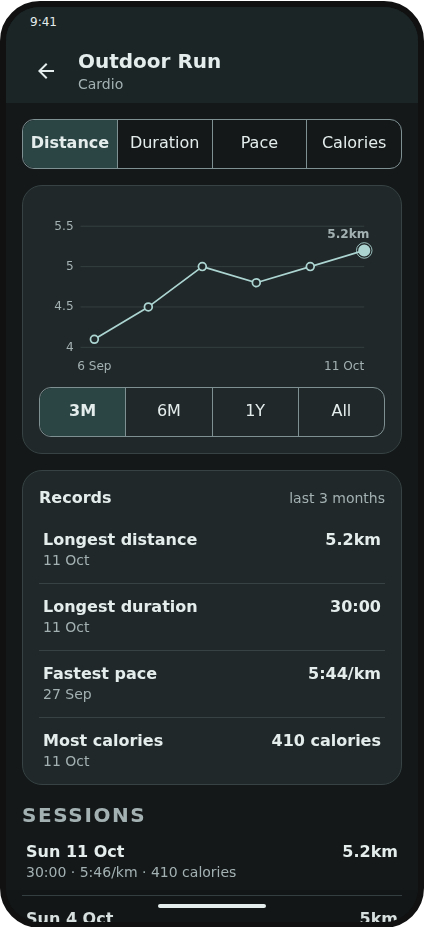 9:41
Outdoor Run
Cardio
Distance Duration Pace Calories
5.5
5.2km
5
4.5
4
6 Sep 11 Oct
3M 6M 1Y All
Records last 3 months
Longest distance 5.2km
11 Oct
Longest duration 30:00
11 Oct
Fastest pace 5:44/km
27 Sep
Most calories 410 calories
11 Oct
SESSIONS
Sun 11 Oct 5.2km
30:00 · 5:46/km · 410 calories
Sun 4 Oct 5km